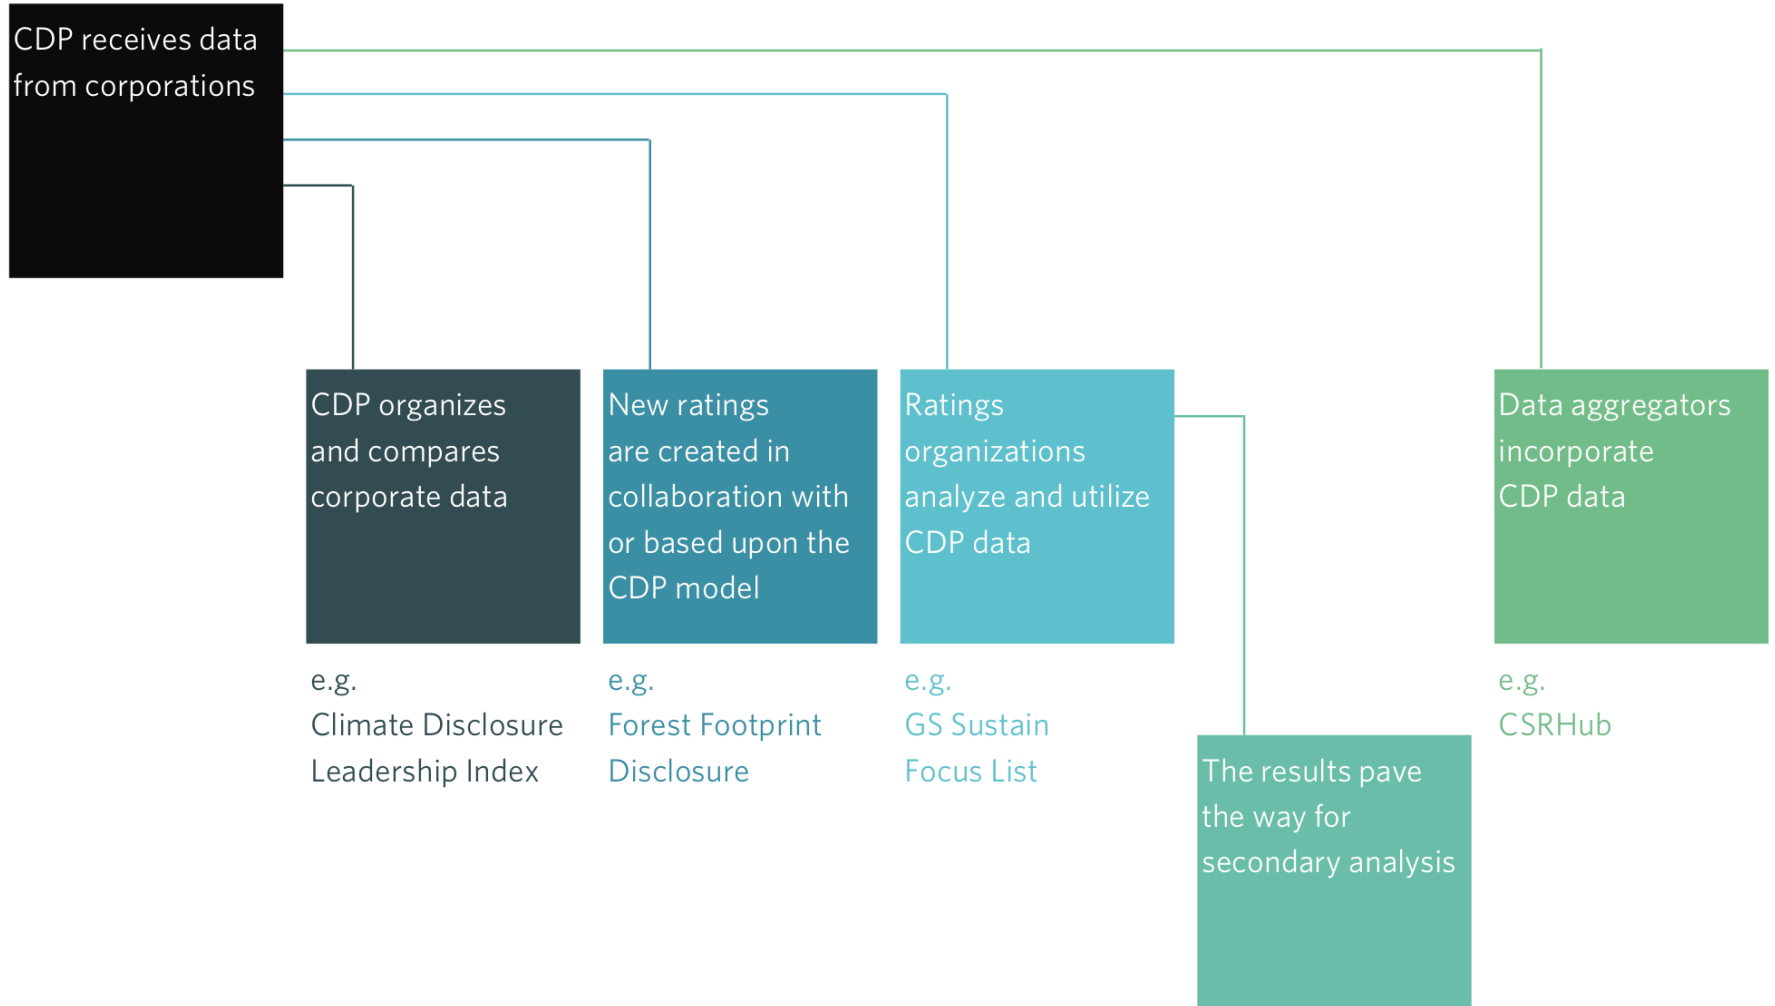 CDP receives data
from corporations
CDP organizes
and compares
corporate data
e.g.
Climate Disclosure
Leadership Index
New ratings
are created in
collaboration with
or based upon the
CDP model
e.g.
Forest Footprint
Disclosure
Ratings
organizations
analyze and utilize
CDP data
e.g.
GS Sustain
Focus List
The results pave
the way for
secondary analysis
Data aggregators
incorporate
CDP data
e.g.
CSRHub